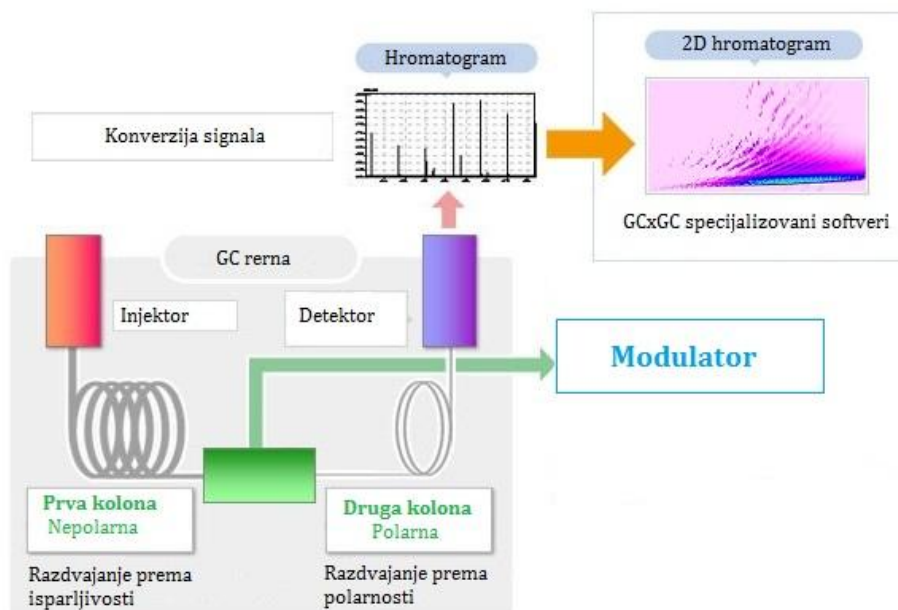 Hromatogram
2D hromatogram
Konverzija signala
GCxGC specijalizovani softveri
GC rerna
Injektor
Detektor
Modulator
Prva kolona
Nepolarna
Druga kolona
Polarna
Razdvajanje prema
isparljivosti
Razdvajanje prema
polarnosti